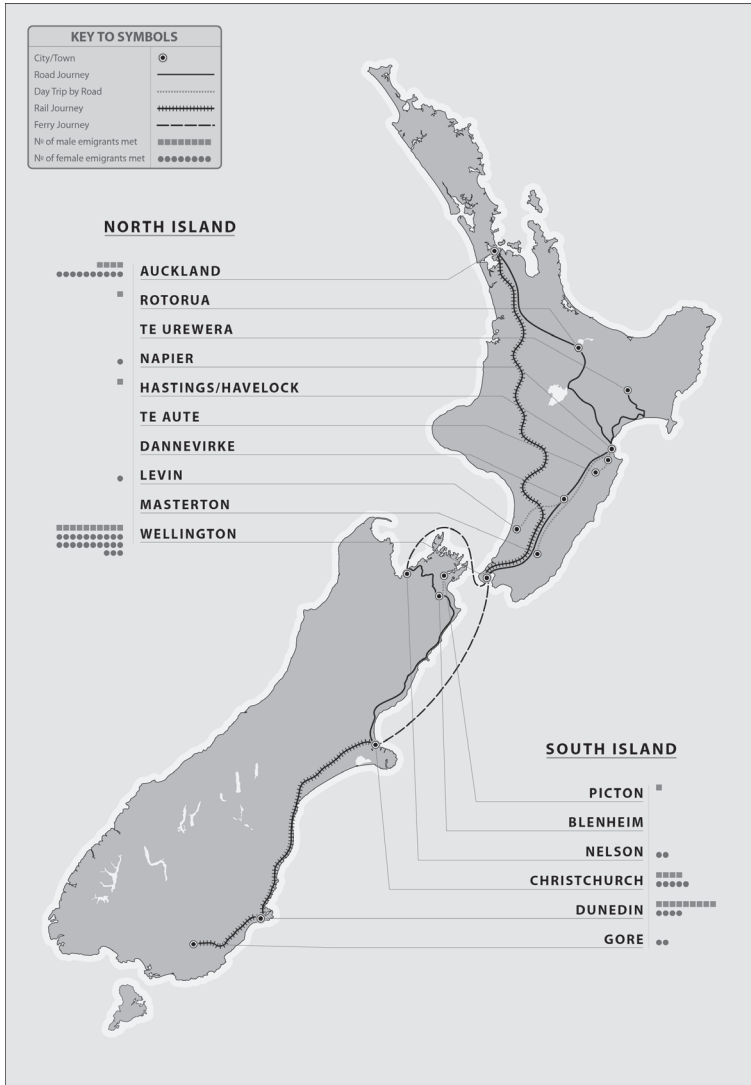 KEY TO SYMBOLS
City/Town
Road Journey
Day Trip by Road
Rail Journey
Ferry Journey
Nº of male emigrants met
Nº of female emigrants met
NORTH ISLAND
AUCKLAND
ROTORUA
TE UREWERA
NAPIER
HASTINGS/HAVELOCK
TE AUTE
DANNEVIRKE
LEVIN
MASTERTON
WELLINGTON
SOUTH ISLAND
PICTON
BLENHEIM
NELSON
CHRISTCHURCH
DUNEDIN
GORE